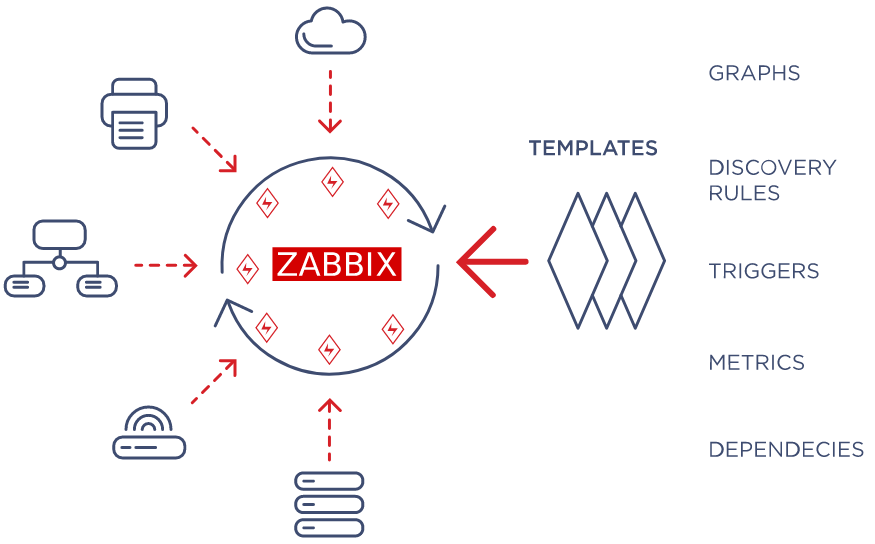 GRAPHS
TEMPLATES
DISCOVERY
RULES
ZABBIX
TRIGGERS
METRICS
DEPENDECIES